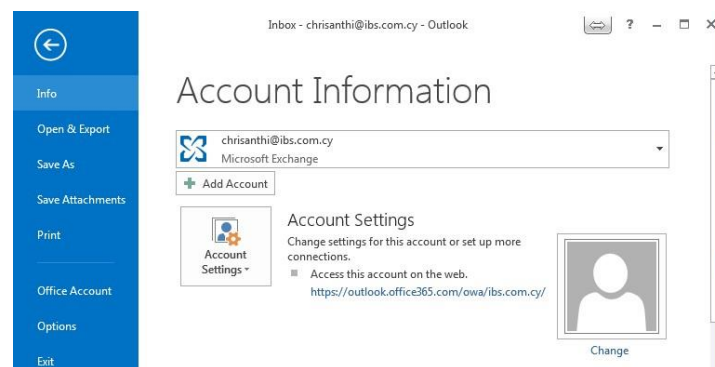 Inbox - chrisanthi@ibs.com.cy - Outlook
?
Info
Open & Export
Save As
Save Attachments
Print
Office Account
Options
Exit
Account Information
chrisanthi@ibs.com.cy
Microsoft Exchange
Add Account
Account
Settings
Account Settings
Change settings for this account or set up more
connections.
Access this account on the web.
https://outlook.office365.com/owa/ibs.com.cy/
Change